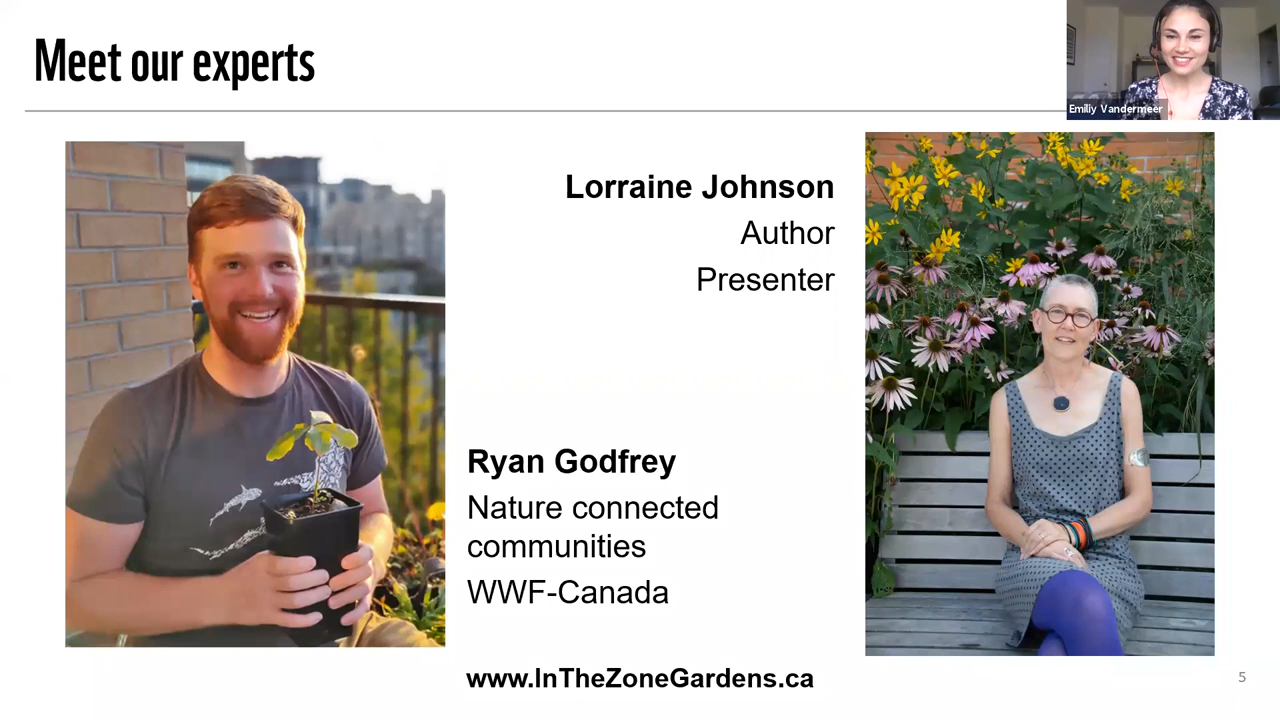 Meet our experts
Emiliy Vandermeer
Lorraine Johnson
Author
Presenter
Ryan Godfrey
Nature connected
communities
WWF-Canada
www.InTheZoneGardens.ca
5